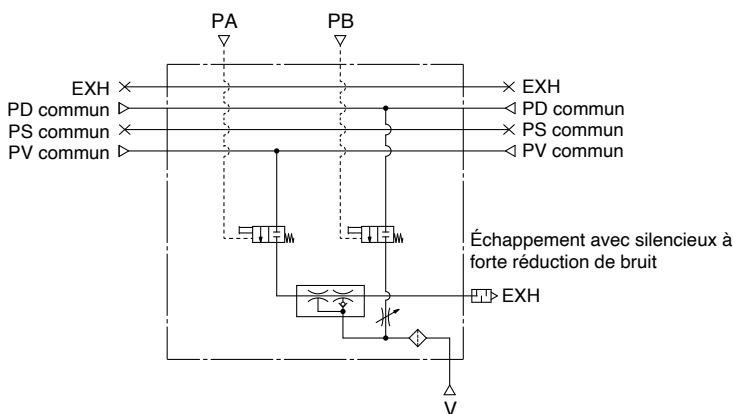 PA
PB
EXH
PD commun
PS commun
PV commun
EXH
PD commun
PS commun
PV commun
Échappement avec silencieux à
forte réduction de bruit
EXH
V